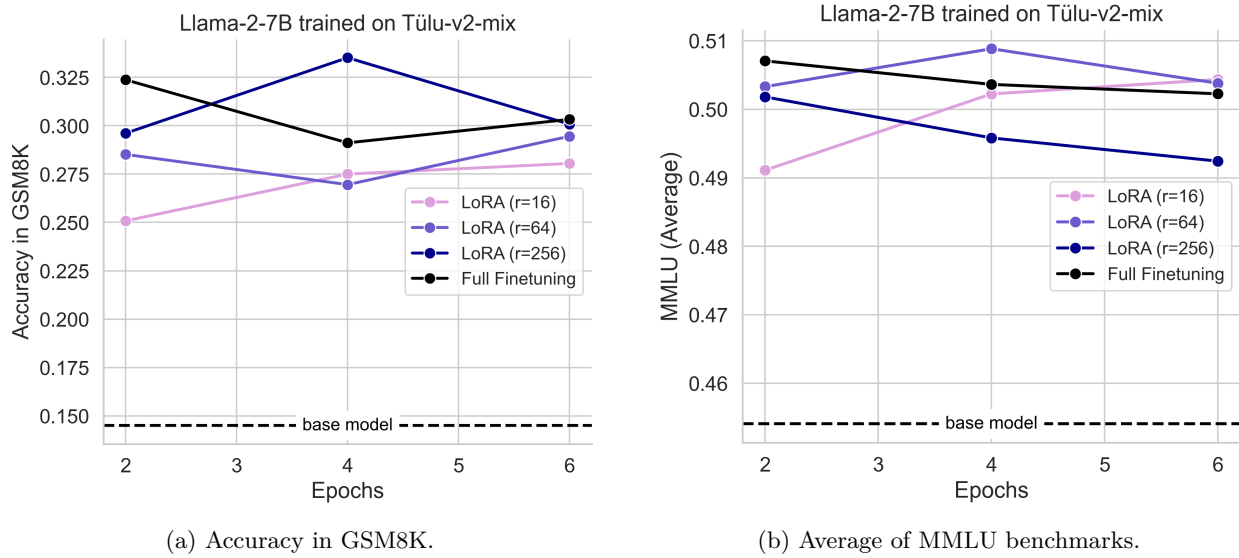 Llama-2-7B trained on Tülu-v2-mix
0.325
0.300
0.275
0.250
0.225
0.200
0.175
0.150
Accuracy in GSM8K
LoRA (r=16)
LoRA (r=64)
LoRA (r=256)
Full Finetuning
base model
2 3 4 5 6
Epochs
(a) Accuracy in GSM8K.
Llama-2-7B trained on Tülu-v2-mix
0.51
0.50
0.49
0.48
0.47
0.46
MMLU (Average)
LoRA (r=16)
LoRA (r=64)
LoRA (r=256)
Full Finetuning
base model
2 3 4 5 6
Epochs
(b) Average of MMLU benchmarks.